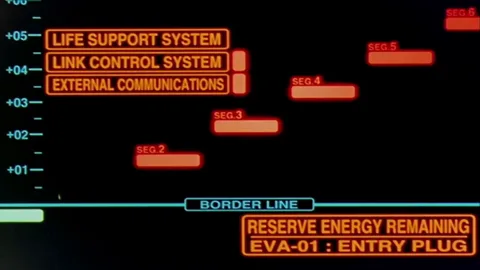 +06
SEG.6
+05
LIFE SUPPORT SYSTEM
SEG.5
+04
LINK CONTROL SYSTEM
EXTERNAL COMMUNICATIONS
SEG.4
+03
SEG.3
+02
SEG.2
+01
BORDER LINE
RESERVE ENERGY REMAINING
EVA-01 : ENTRY PLUG